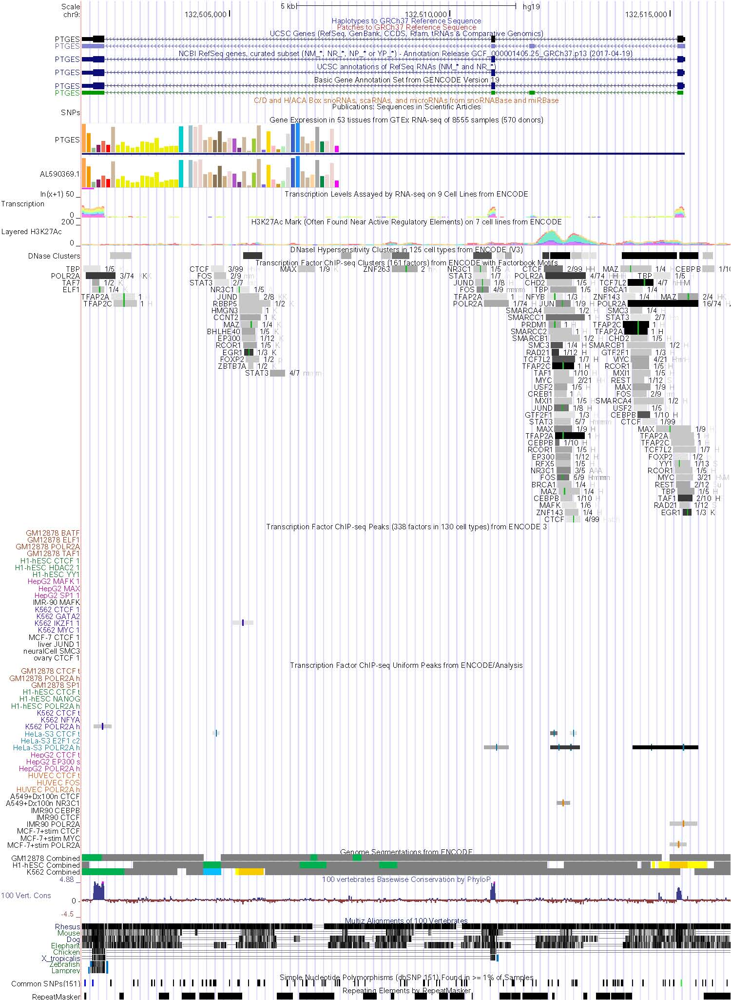 Scale 5 kb hg19
chr9: 132,505,000 132,510,000 132,515,000
Haplotypes to GRCh37 Reference Sequence
Patches to GRCh37 Reference Sequence
UCSC Genes (RefSeq, GenBank, CCDS, Rfam, tRNAs & Comparative Genomics)
PTGES
PTGES
NCBI RefSeq genes, curated subset (NM_*, NR_*, NP_* or YP_*) - Annotation Release GCF_000001405.25_GRCh37.p13 (2017-04-19)
PTGES
UCSC annotations of RefSeq RNAs (NM_* and NR_*)
PTGES
Basic Gene Annotation Set from GENCODE Version 19
PTGES
PTGES
C/D and H/ACA Box snoRNAs, scaRNAs, and microRNAs from snoRNABase and miRBase
Publications: Sequences in Scientific Articles
SNPs
Gene Expression in 53 tissues from GTEx RNA-seq of 8555 samples (570 donors)
PTGES
AL590369.1
ln(x+1) 50
Transcription Levels Assayed by RNA-seq on 9 Cell Lines from ENCODE
Transcription
0
200
H3K27Ac Mark (Often Found Near Active Regulatory Elements) on 7 cell lines from ENCODE
Layered H3K27Ac
0
DNaseI Hypersensitivity Clusters in 125 cell types from ENCODE (V3)
DNase Clusters
Transcription Factor ChIP-seq Clusters (161 factors) from ENCODE with Factorbook Motifs
TBP 1/5 K CTCF 3/99 MAX 1/9 K ZNF263 2 NR3C1 1/5 A CTCF 2/99 HH MAZ 1/4 H CEBPB 1/10
POLR2A 3/74 KKK FOS 2/9 mm STAT3 1/7 POLR2A 4/74 HHHH TBP 1/5 H
TAF7 1/2 K STAT3 2/7 JUND 1/8 H CHD2 1/5 H TCF7L2 4/7 hHHM
ELF1 1/4 K NR3C1 1/5 A FOS 4/9 mmmm TBP 1/5 H BRCA1 1/4 H
TFAP2A 1 H JUND 2/8 KK TFAP2A 1 H NFYB 1/3 H ZNF143 1/4 H MAZ 2/4 HK
TFAP2C 1 H RBBP5 1/2 K POLR2A 1/74 H JUN 1/9 H POLR2A 16/74
HMGN3 1 K SMARCA4 1/2 H SMC3 1/4 H
CCNT2 1 K SMARCC1 1 H STAT3 2/7
MAZ 1/4 K PRDM1 1 H TFAP2C 1 H
BHLHE40 1/5 K SMARCC2 1 H TFAP2A 1 H
EP300 1/12 K SMARCB1 1/2 H CHD2 1/5 H
RCOR1 1/5 K SMC3 1/4 H SMARCB1 1/2 H
EGR1 1/3 K RAD21 1/12 H GTF2F1 1/3 H
FOXP2 1/2 p TCF7L2 1/7 H MYC 4/21
ZBTB7A 1/2 K TFAP2C 1 H RCOR1 1/5 H
STAT3 4/7 TAF1 1/10 H MXI1 1/5 H
MYC 2/21 REST 1/12 S
USF2 1/5 H MAX 1/9 H
CREB1 1 A FOS 2/9
MXI1 1/5 H SMARCA4 1/2 H
JUND 1/8 H USF2 1/5 H
GTF2F1 1/3 H CEBPB 1/10 H
STAT3 5/7 CTCF 1/99
MAX 1/9 H MAX 1/9 H
TFAP2A 1 H TFAP2A 1 H
CEBPB 1/10 H TFAP2C 1 H
RCOR1 1/5 H TCF7L2 1/7 H
EP300 1/12 H FOXP2 1/2
RFX5 1/5 H YY1 1/13 S
NR3C1 3/5 AAA RCOR1 1/5 H
FOS 5/9 MYC 3/21
BRCA1 1/4 H REST 2/12
MAZ 1/4 H TBP 1/5 H
CEBPB 1/10 H TAF1 2/10
MAFK 1/6 H RAD21 1/12 S
ZNF143 1/4 H EGR1 1/3 K
CTCF 4/99
Transcription Factor ChIP-seq Peaks (338 factors in 130 cell types) from ENCODE 3
GM12878 BATF
GM12878 ELF1
GM12878 POLR2A
GM12878 TAF1
H1-hESC CTCF 1
H1-hESC HDAC2 1
H1-hESC YY1
HepG2 MAFK 1
HepG2 MAX
HepG2 SP1 1
IMR-90 MAFK
K562 CTCF 1
K562 GATA2
K562 IKZF1 1
K562 MYC 1
MCF-7 CTCF 1
liver JUND 1
neuralCell SMC3
ovary CTCF 1
Transcription Factor ChIP-seq Uniform Peaks from ENCODE/Analysis
GM12878 CTCF t
GM12878 POLR2A h
GM12878 SP1
H1-hESC CTCF t
H1-hESC NANOG
H1-hESC POLR2A h
K562 CTCF t
K562 NFYA
K562 POLR2A h
HeLa-S3 CTCF t
HeLa-S3 E2F1 c2
HeLa-S3 POLR2A h
HepG2 CTCF t
HepG2 EP300 s
HepG2 POLR2A h
HUVEC CTCF t
HUVEC FOS
HUVEC POLR2A h
A549+Dx100n CTCF
A549+Dx100n NR3C1
IMR90 CEBPB
IMR90 CTCF
IMR90 POLR2A
MCF-7+stim CTCF
MCF-7+stim MYC
MCF-7+stim POLR2A
Genome Segmentations from ENCODE
GM12878 Combined
H1-hESC Combined
K562 Combined
4.88
100 vertebrates Basewise Conservation by PhyloP
100 Vert. Cons
0
-4.5
Multiz Alignments of 100 Vertebrates
Rhesus
Mouse
Dog
Elephant
Chicken
X_tropicalis
Zebrafish
Lamprey
Simple Nucleotide Polymorphisms (dbSNP 151) Found in >= 1% of Samples
Common SNPs(151)
Repeating Elements by RepeatMasker
RepeatMasker